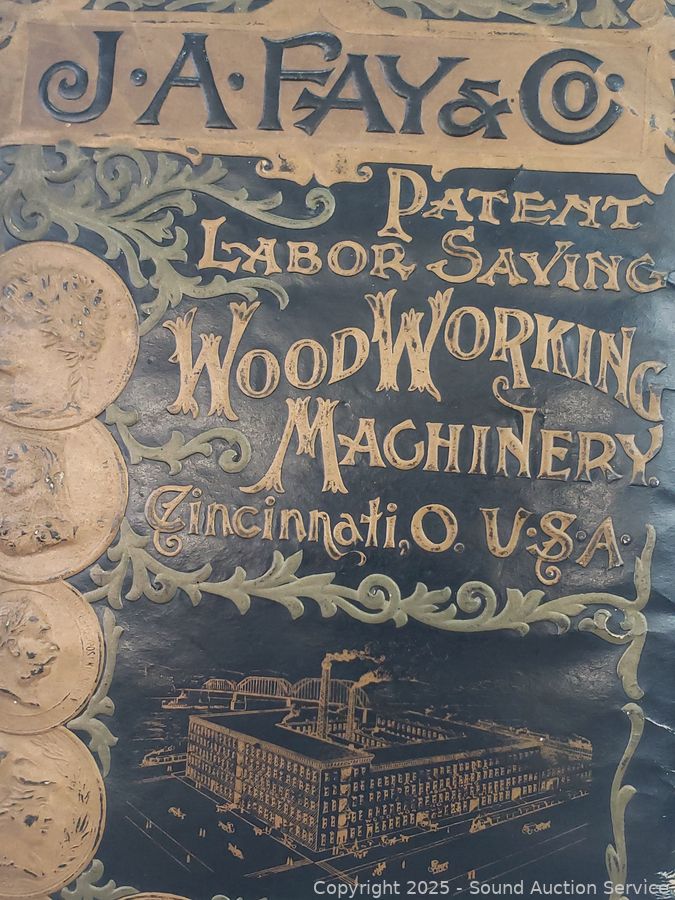 J. A. FAY & CO.
PATENT
LABOR SAVING
WOOD WORKING
MACHINERY.
Cincinnati, O. U.S.A.
Copyright 2025 - Sound Auction Service